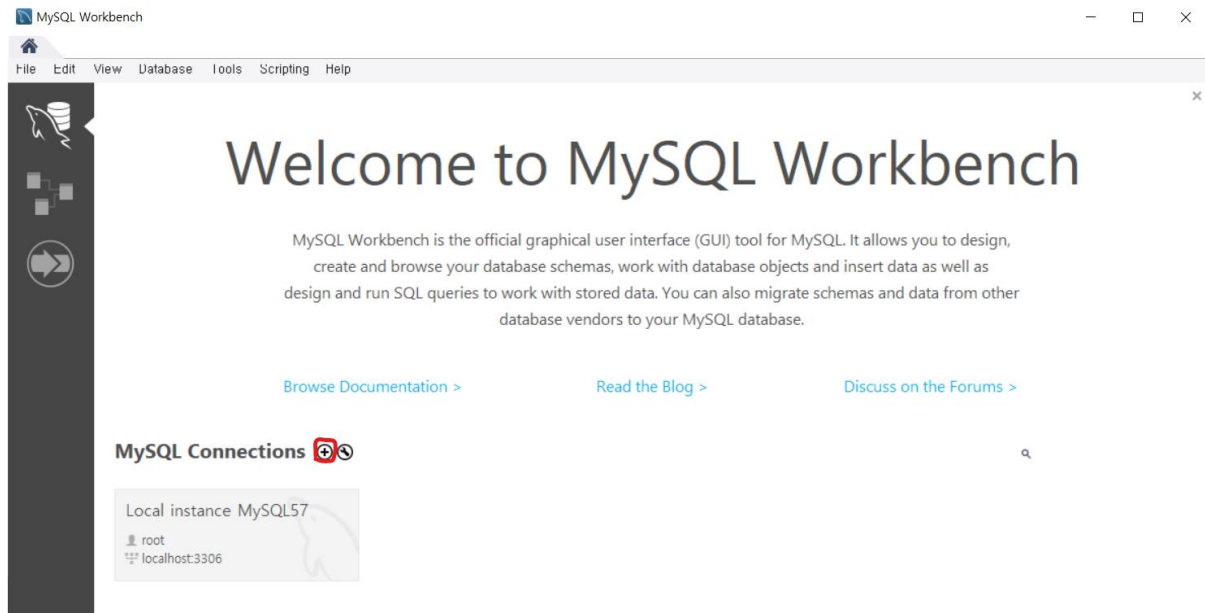 MySQL Workbench
File Edit View Database Tools Scripting Help
Welcome to MySQL Workbench
MySQL Workbench is the official graphical user interface (GUI) tool for MySQL. It allows you to design,
create and browse your database schemas, work with database objects and insert data as well as
design and run SQL queries to work with stored data. You can also migrate schemas and data from other
database vendors to your MySQL database.
Browse Documentation > Read the Blog > Discuss on the Forums >
MySQL Connections
Local instance MySQL57
root
localhost:3306